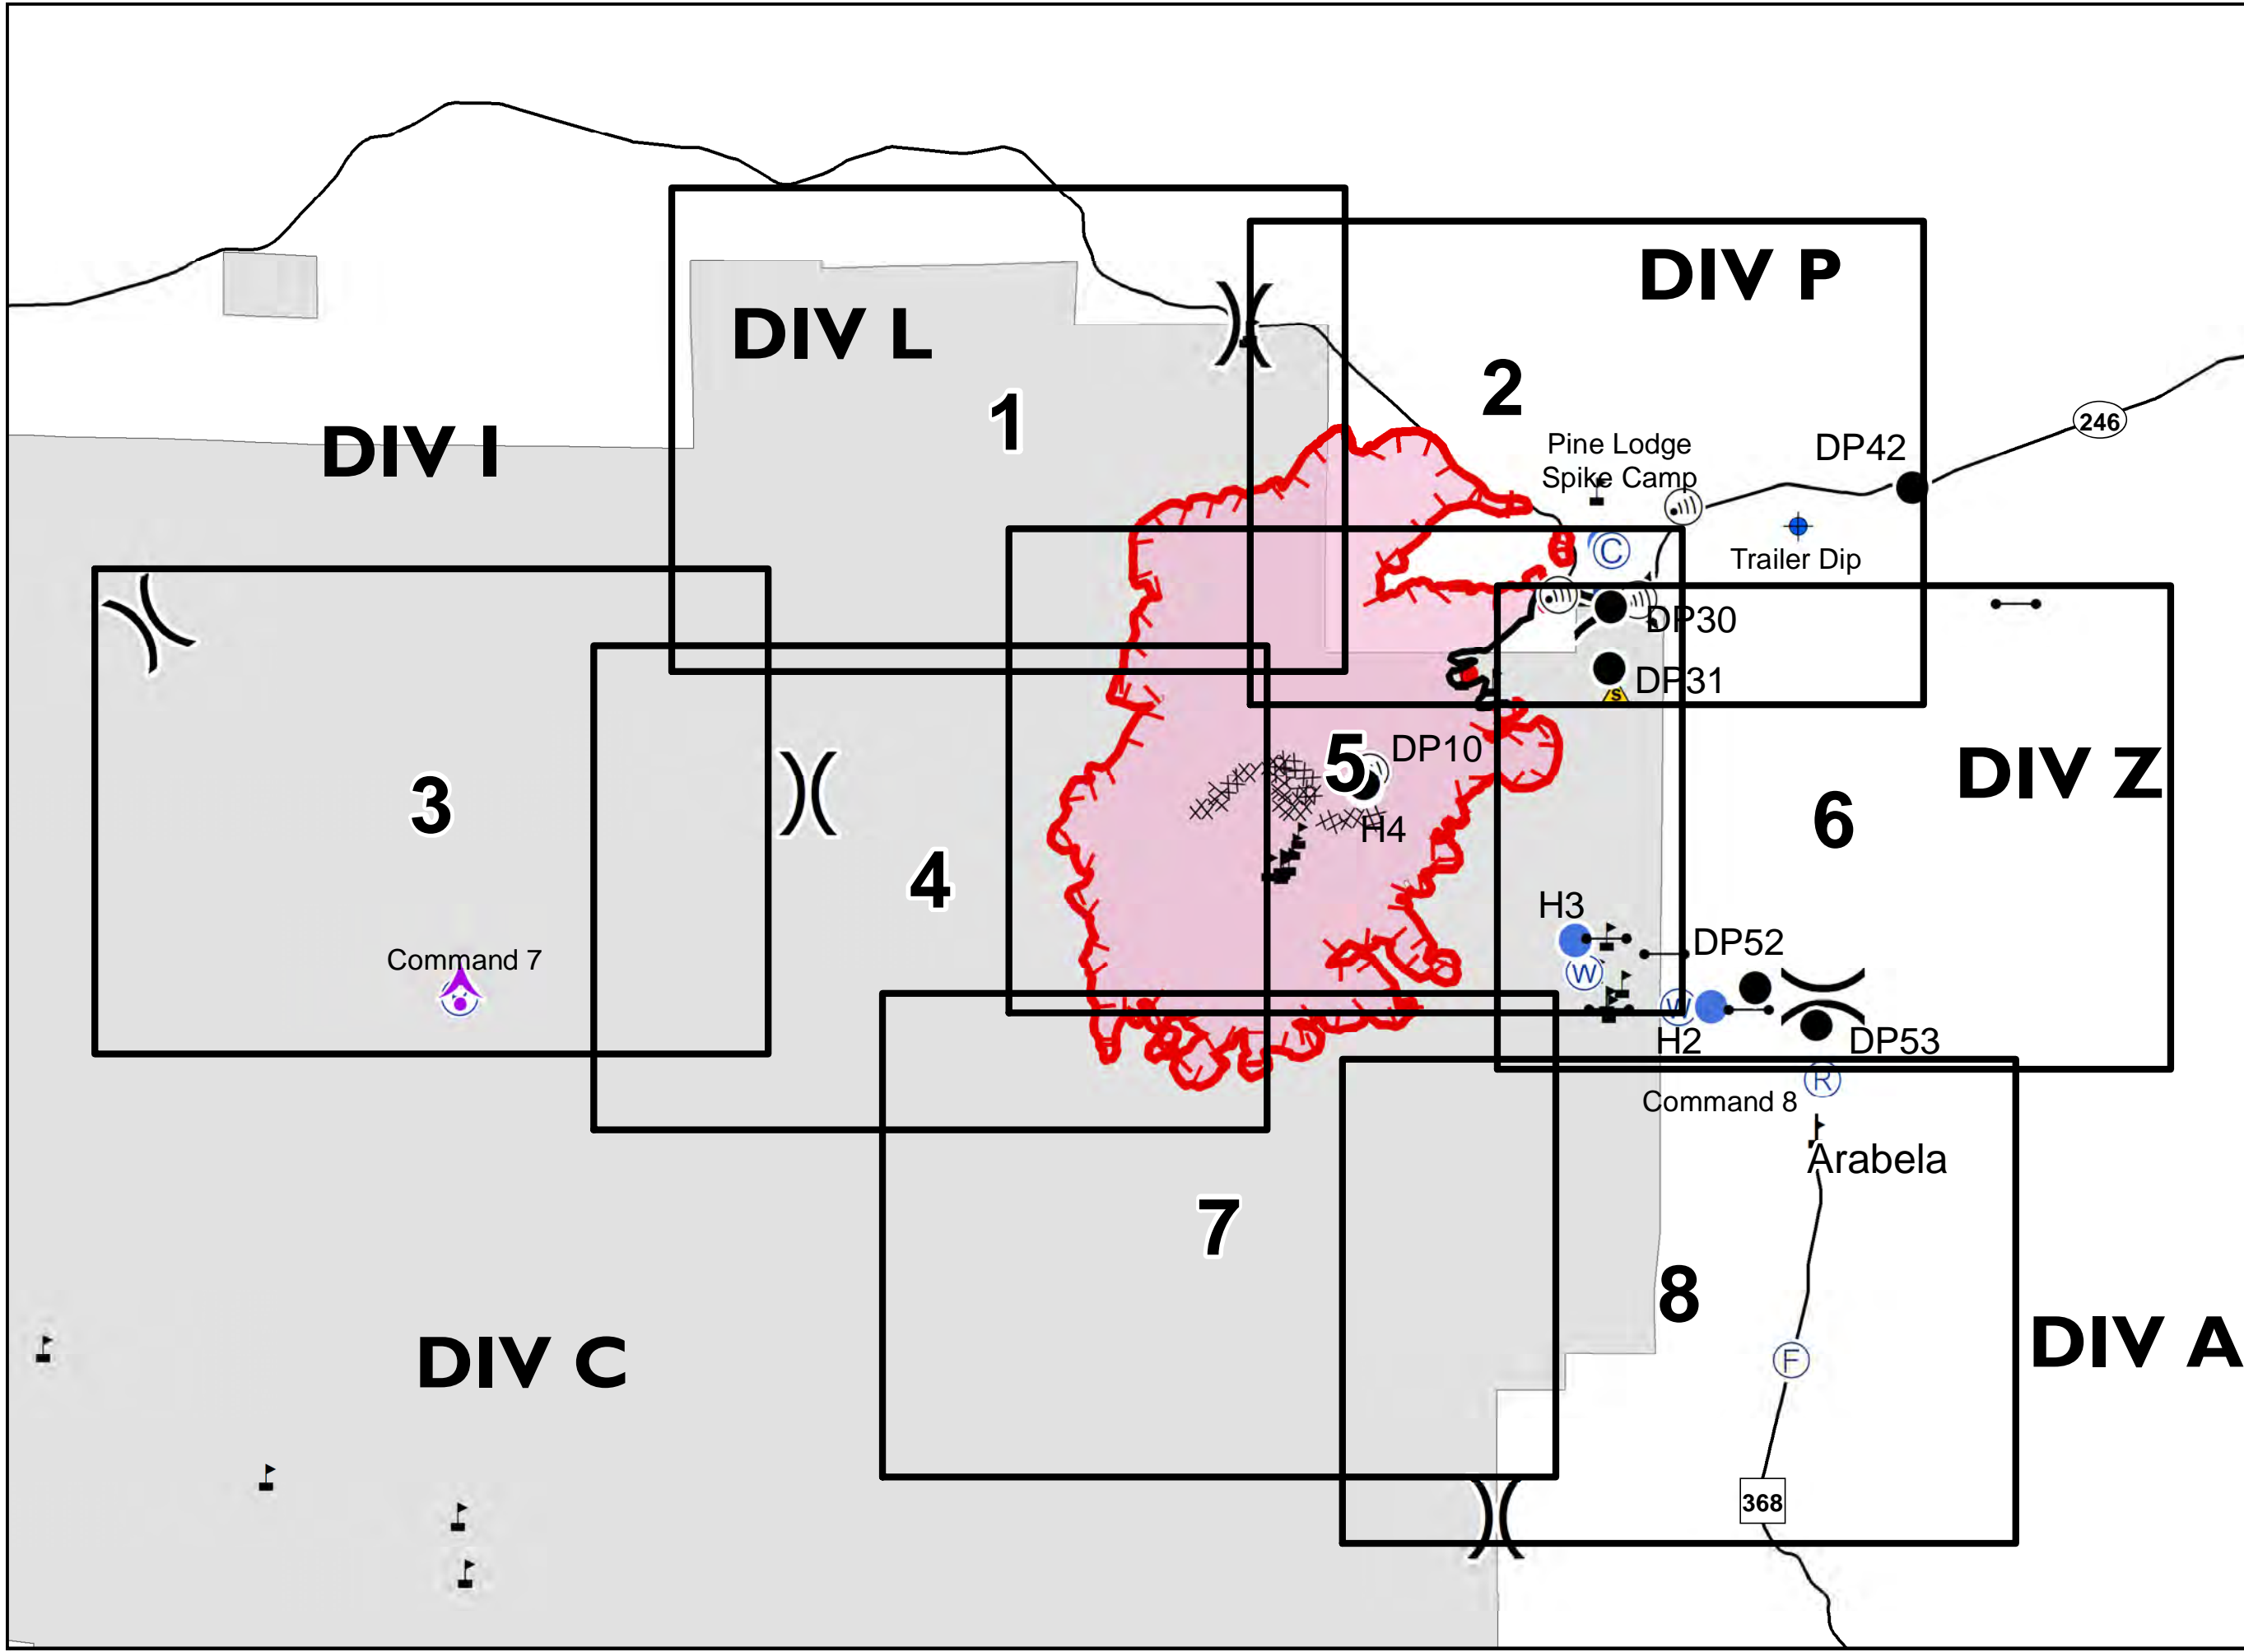 DIV P
DIV L
2
1
246
DIV I
Pine Lodge
Spike Camp
DP42
C
Trailer Dip
DP30
DP31
S
DP10
5
DIV Z
3
6
H4
4
H3
Command 7
DP52
W
W
H2
DP53
R
Command 8
Arabela
7
8
DIV A
DIV C
F
368